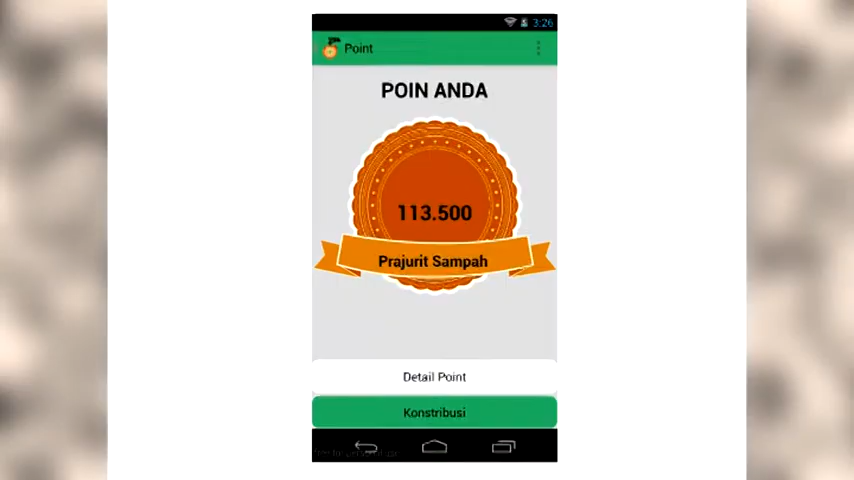 3:26
Point
POIN ANDA
113.500
Prajurit Sampah
Detail Point
Konstribusi